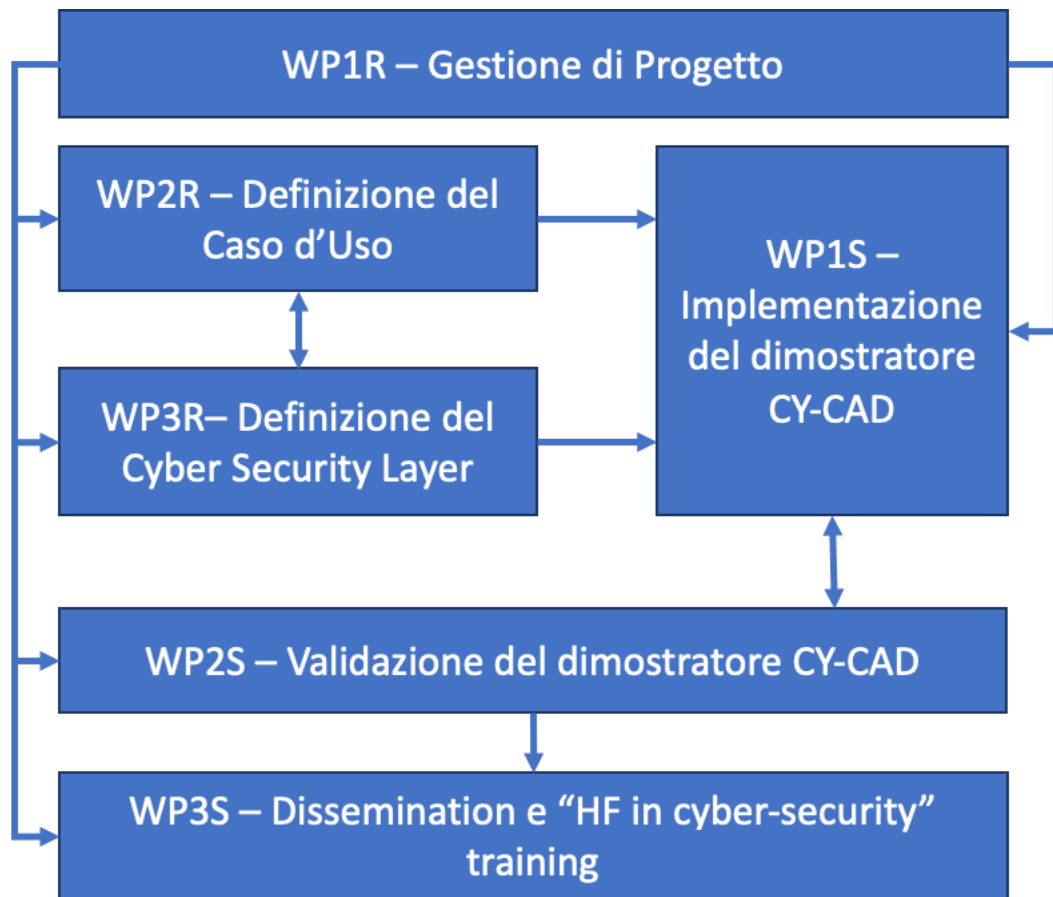 WP1R – Gestione di Progetto
WP2R – Definizione del
Caso d’Uso
WP1S –
Implementazione
del dimostratore
CY-CAD
WP3R– Definizione del
Cyber Security Layer
WP2S – Validazione del dimostratore CY-CAD
WP3S – Dissemination e “HF in cyber-security”
training